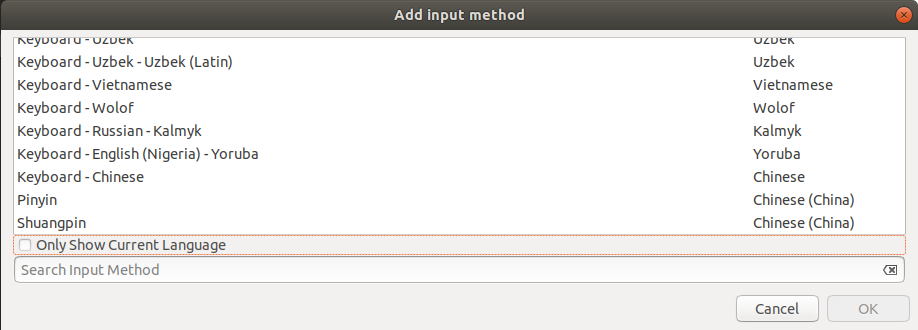 Add input method
Keyboard - Uzbek Uzbek
Keyboard - Uzbek - Uzbek (Latin) Uzbek
Keyboard - Vietnamese Vietnamese
Keyboard - Wolof Wolof
Keyboard - Russian - Kalmyk Kalmyk
Keyboard - English (Nigeria) - Yoruba Yoruba
Keyboard - Chinese Chinese
Pinyin Chinese (China)
Shuangpin Chinese (China)
Only Show Current Language
Search Input Method
Cancel OK